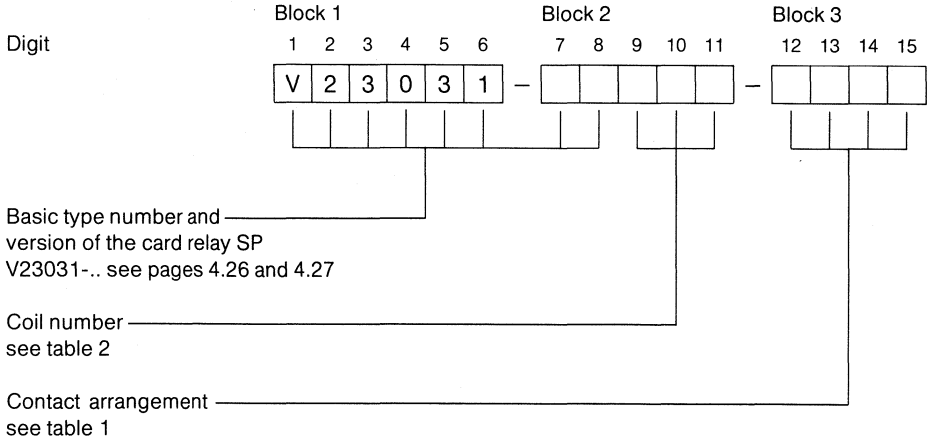 Block 1 Block 2 Block 3
Digit 1 2 3 4 5 6 7 8 9 10 11 12 13 14 15
V 2 3 0 3 1 – –
Basic type number and
version of the card relay SP
V23031-.. see pages 4.26 and 4.27
Coil number
see table 2
Contact arrangement
see table 1